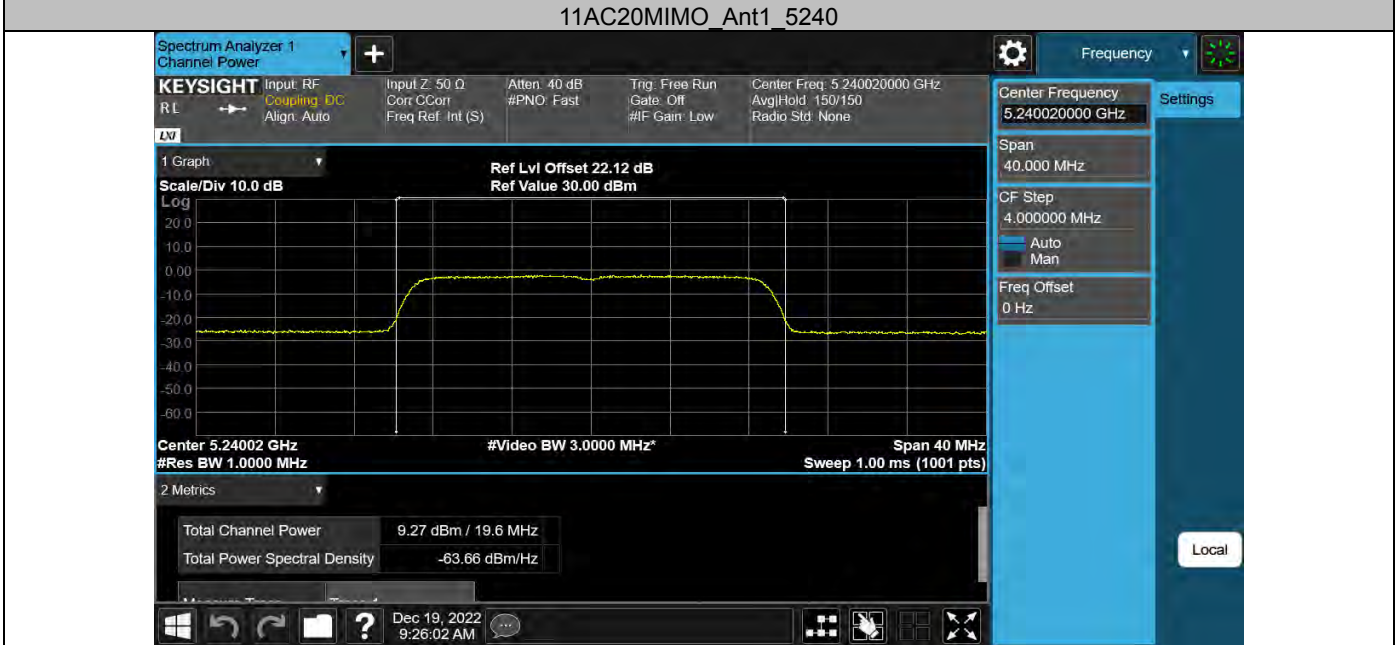 11AC20MIMO_Ant1_5240
Spectrum Analyzer 1
Channel Power
Frequency
KEYSIGHT
RL
LXI
Input: RF
Coupling: DC
Align: Auto
Input Z: 50 Ω
Corr CCorr
Freq Ref: Int (S)
Atten: 40 dB
#PNO: Fast
Trig: Free Run
Gate: Off
#IF Gain: Low
Center Freq: 5.240020000 GHz
Avg|Hold: 150/150
Radio Std: None
Center Frequency
5.240020000 GHz
Settings
Span
40.000 MHz
CF Step
4.000000 MHz
Auto
Man
Freq Offset
0 Hz
1 Graph
Scale/Div 10.0 dB
Ref Lvl Offset 22.12 dB
Ref Value 30.00 dBm
Log
20.0
10.0
0.00
-10.0
-20.0
-30.0
-40.0
-50.0
-60.0
Center 5.24002 GHz
#Res BW 1.0000 MHz
#Video BW 3.0000 MHz*
Span 40 MHz
Sweep 1.00 ms (1001 pts)
2 Metrics
Total Channel Power 9.27 dBm / 19.6 MHz
Total Power Spectral Density -63.66 dBm/Hz
Local
?
Dec 19, 2022
9:26:02 AM